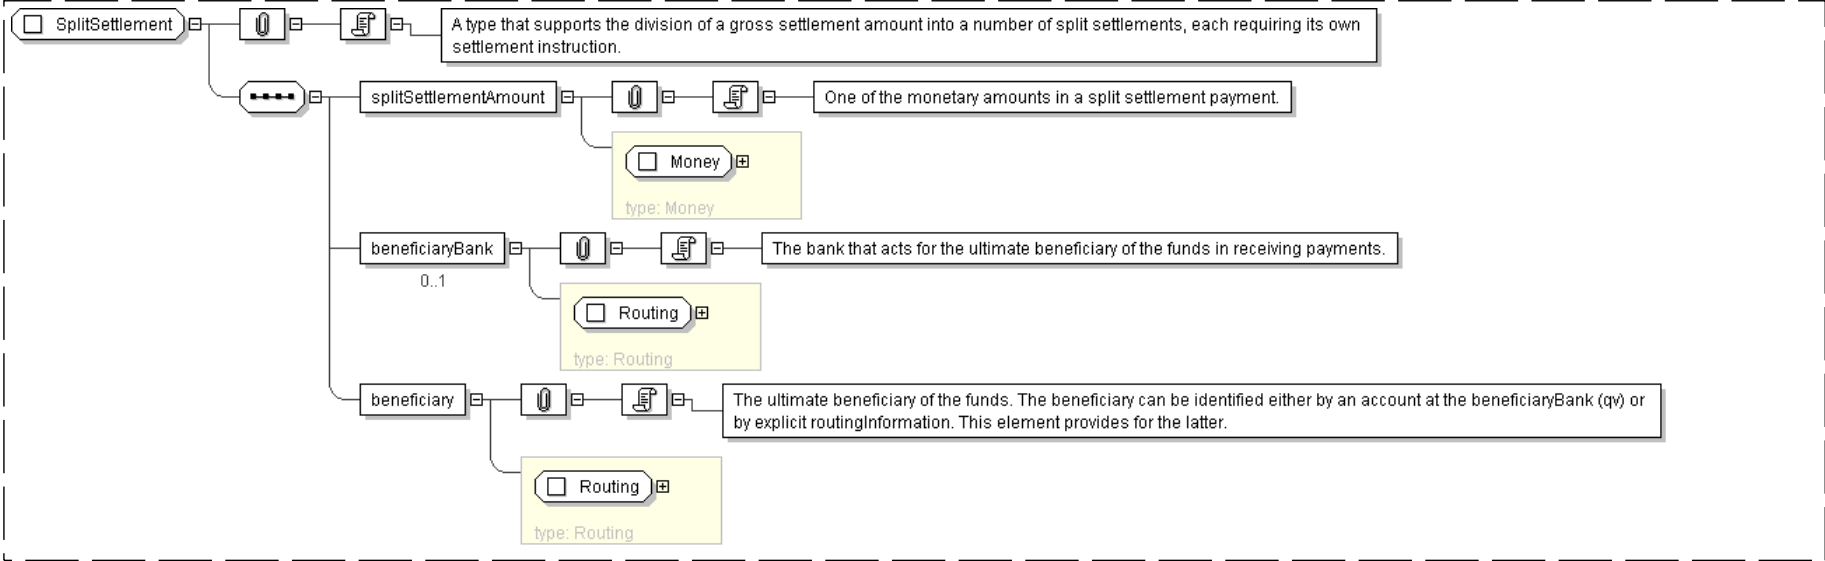 SplitSettlement
A type that supports the division of a gross settlement amount into a number of split settlements, each requiring its own
settlement instruction.
splitSettlementAmount
One of the monetary amounts in a split settlement payment.
Money
type: Money
beneficiaryBank
The bank that acts for the ultimate beneficiary of the funds in receiving payments.
0..1
Routing
type: Routing
beneficiary
The ultimate beneficiary of the funds. The beneficiary can be identified either by an account at the beneficiaryBank (qv) or
by explicit routingInformation. This element provides for the latter.
Routing
type: Routing